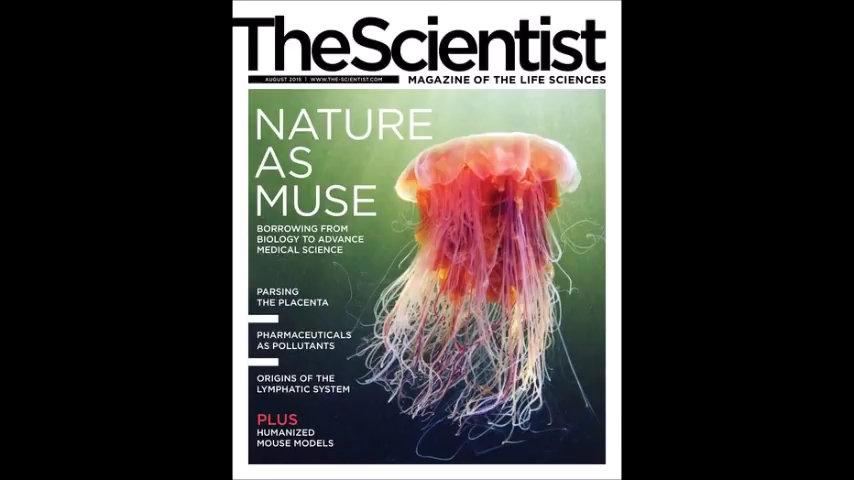 TheScientist
AUGUST 2015 | WWW.THE-SCIENTIST.COM
MAGAZINE OF THE LIFE SCIENCES
NATURE
AS
MUSE
BORROWING FROM
BIOLOGY TO ADVANCE
MEDICAL SCIENCE
PARSING
THE PLACENTA
PHARMACEUTICALS
AS POLLUTANTS
ORIGINS OF THE
LYMPHATIC SYSTEM
PLUS
HUMANIZED
MOUSE MODELS